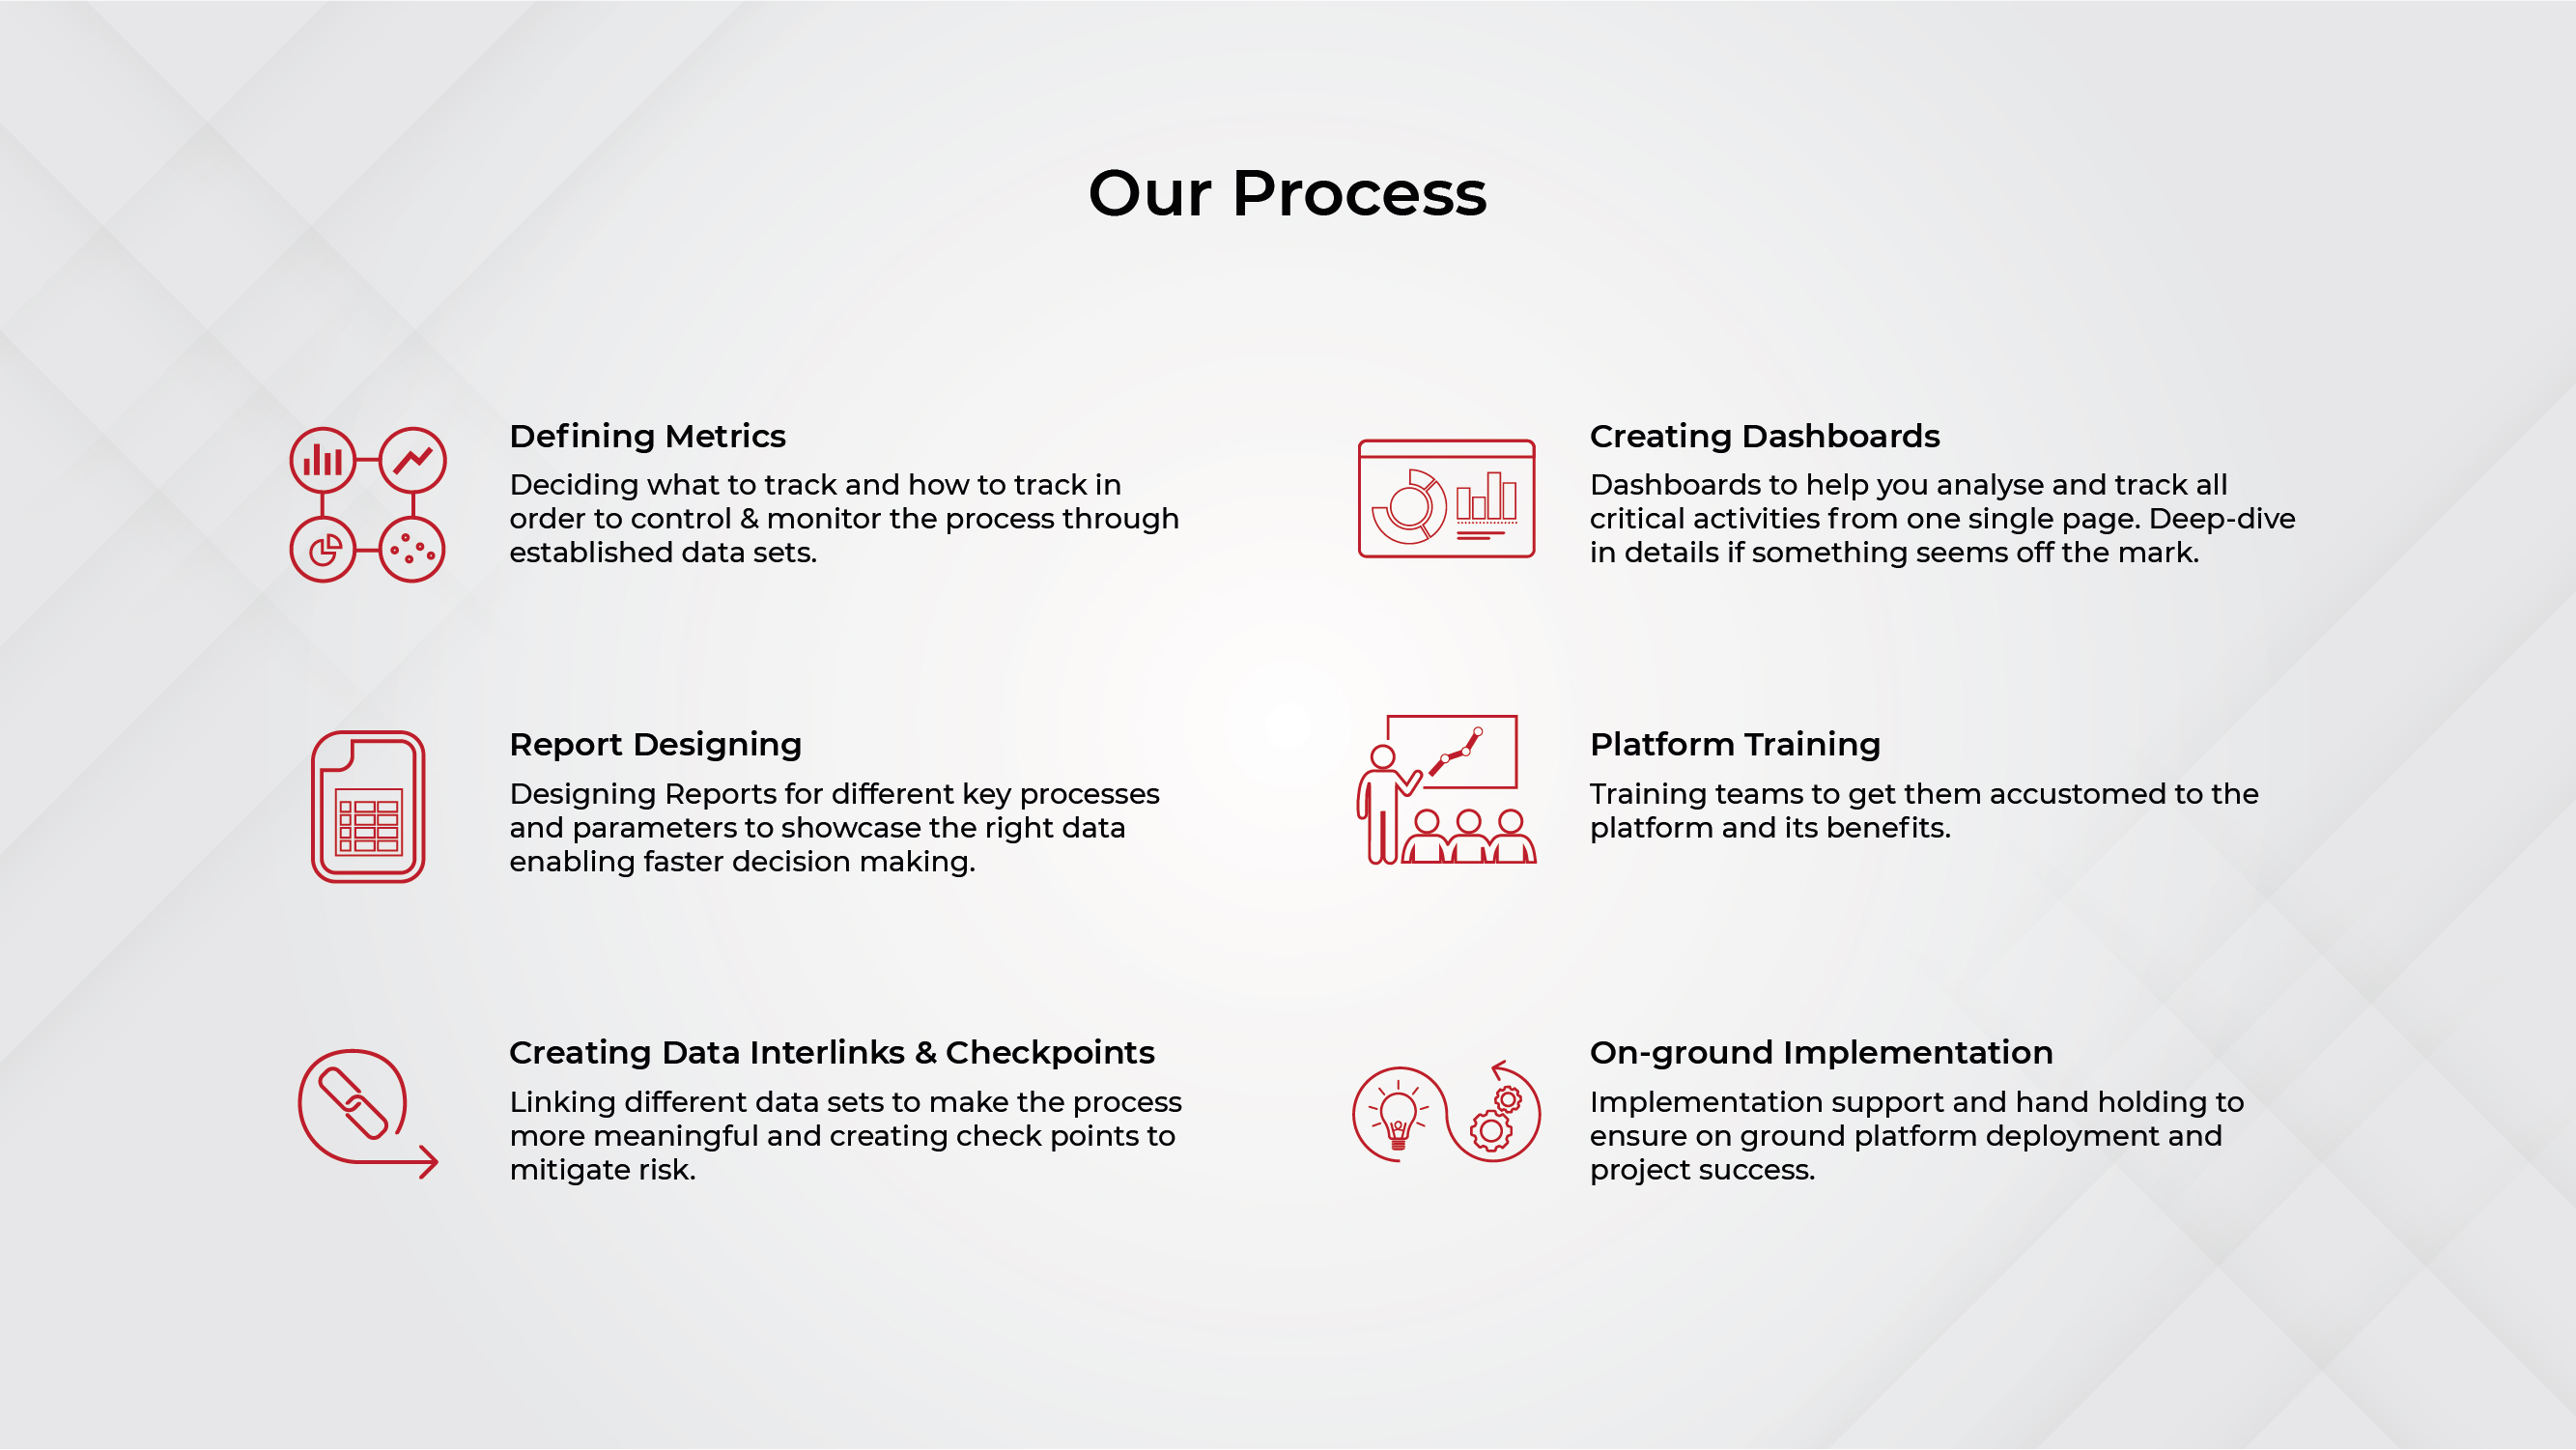 Our Process
Defining Metrics
Deciding what to track and how to track in
order to control & monitor the process through
established data sets.
Report Designing
Designing Reports for different key processes
and parameters to showcase the right data
enabling faster decision making.
Creating Data Interlinks & Checkpoints
Linking different data sets to make the process
more meaningful and creating check points to
mitigate risk.
Creating Dashboards
Dashboards to help you analyse and track all
critical activities from one single page. Deep-dive
in details if something seems off the mark.
Platform Training
Training teams to get them accustomed to the
platform and its benefits.
On-ground Implementation
Implementation support and hand holding to
ensure on ground platform deployment and
project success.